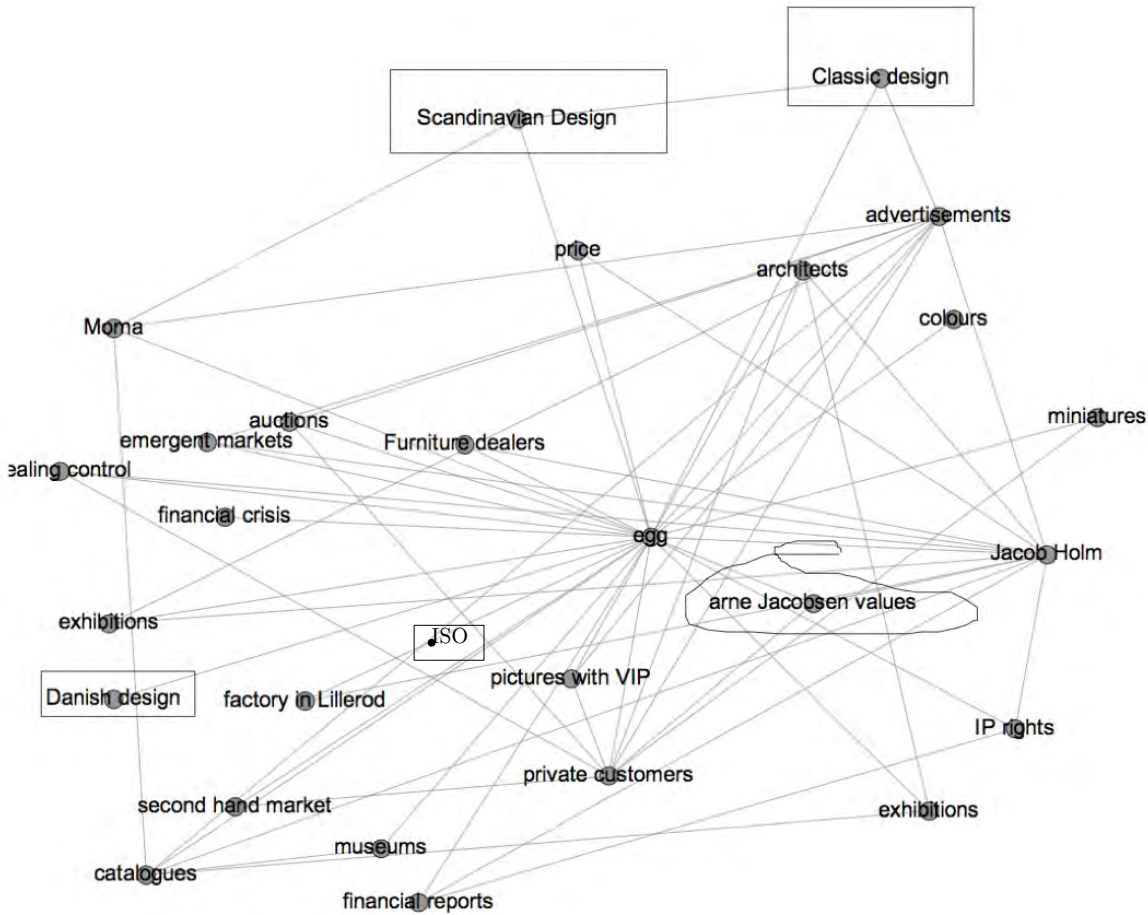 Classic design
Scandinavian Design
advertisements
price
architects
colours
Moma
miniatures
auctions
emergent markets
Furniture dealers
ealing control
financial crisis
egg
Jacob Holm
arne Jacobsen values
exhibitions
ISO
pictures with VIP
Danish design
factory in Lillerod
IP rights
private customers
second hand market
exhibitions
museums
catalogues
financial reports